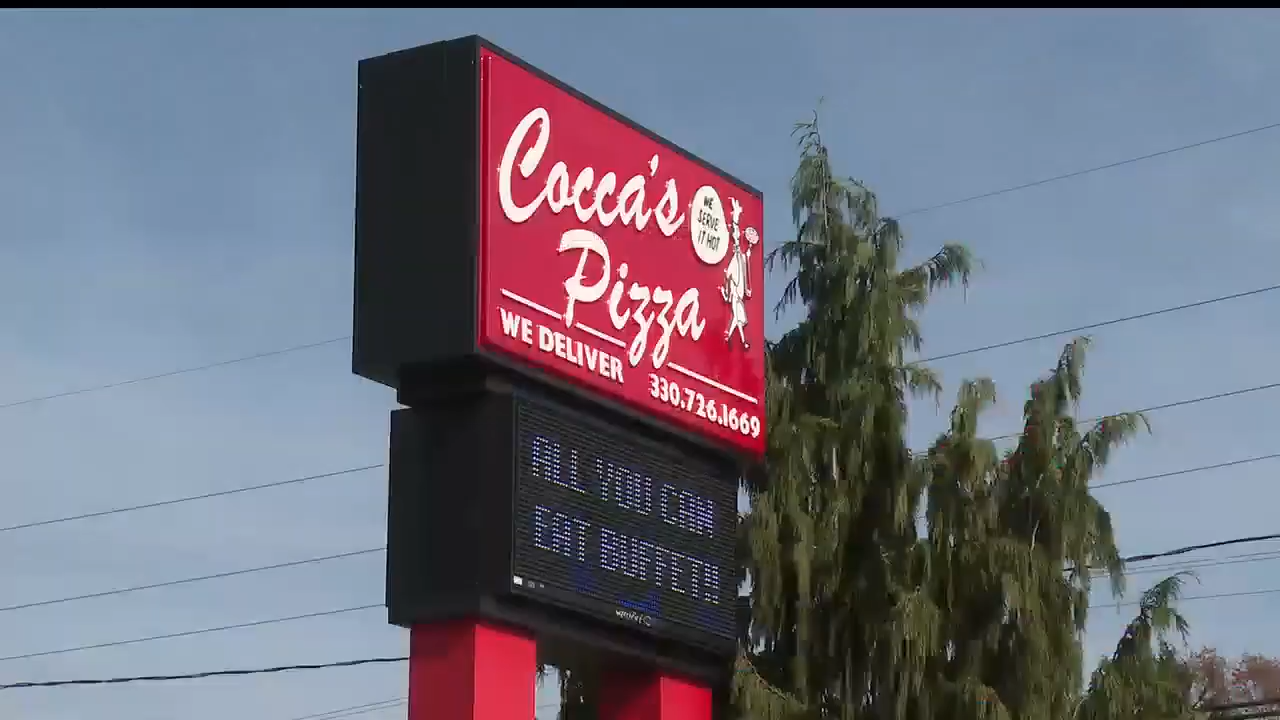 Cocca's
WE
SERVE
IT HOT
Pizza
WE DELIVER 330.726.1669
ALL YOU CAN
EAT BUFFET!!